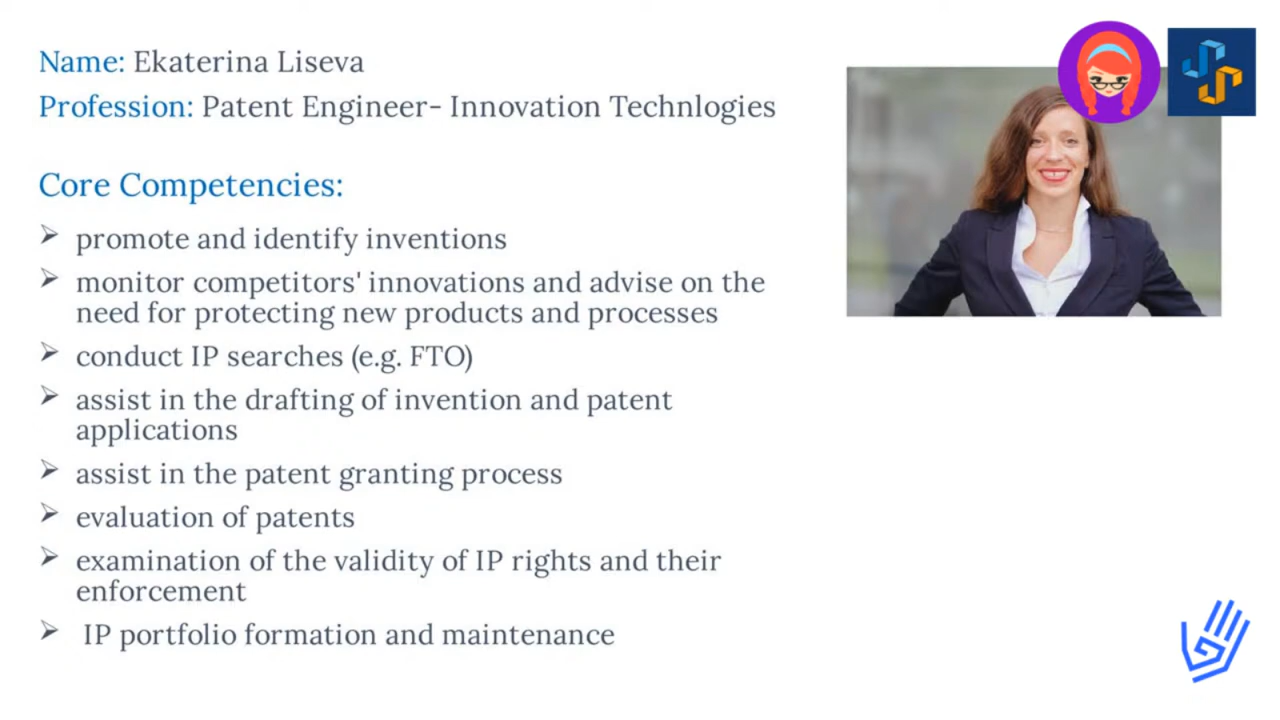 Name: Ekaterina Liseva
Profession: Patent Engineer- Innovation Technlogies
Core Competencies:
promote and identify inventions
monitor competitors' innovations and advise on the
need for protecting new products and processes
conduct IP searches (e.g. FTO)
assist in the drafting of invention and patent
applications
assist in the patent granting process
evaluation of patents
examination of the validity of IP rights and their
enforcement
IP portfolio formation and maintenance